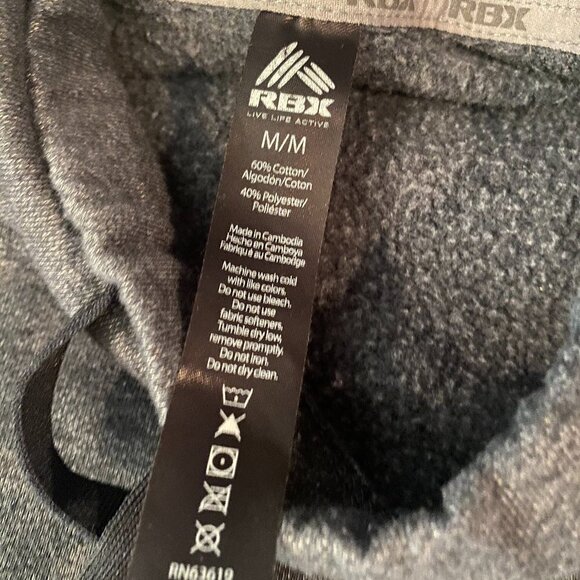 RBX RBX
RBX
LIVE LIFE ACTIVE
M/M
60% Cotton/
Algodón/Coton
40% Polyester/
Poliéster
Made in Cambodia
Hecho en Camboya
Fabriqué au Cambodge
Machine wash cold
with like colors.
Do not use bleach.
Do not use
fabric softeners.
Tumble dry low,
remove promptly.
Do not Iron.
Do not dry clean.
RN63619